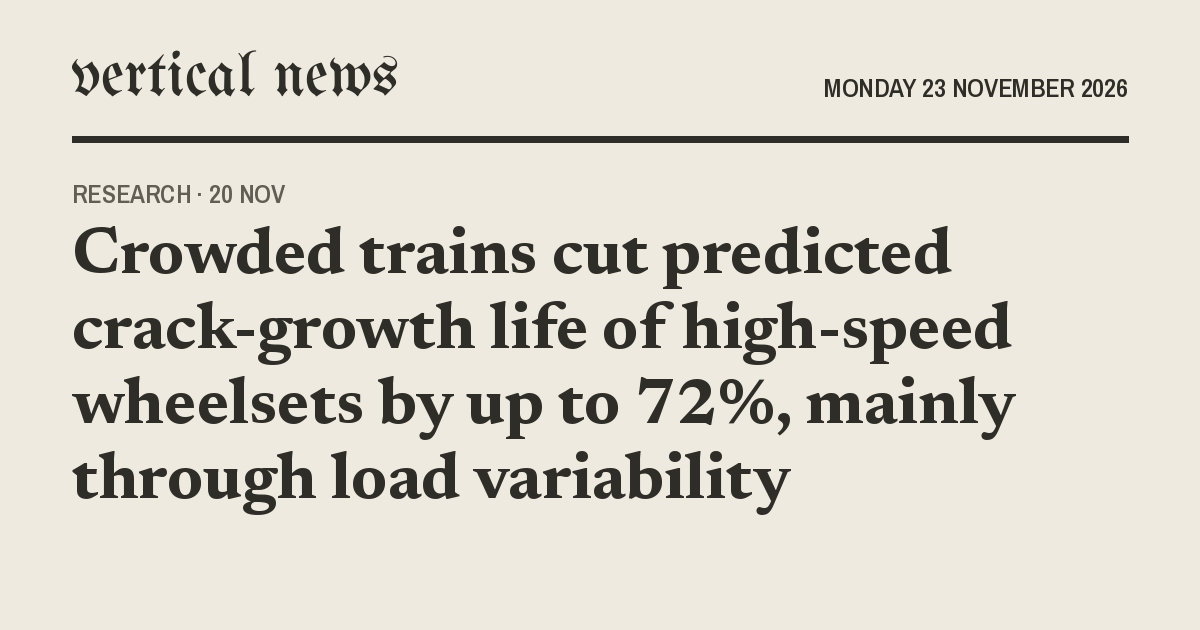 vertical news
MONDAY 23 NOVEMBER 2026
RESEARCH · 20 NOV
Crowded trains cut predicted
crack-growth life of high-speed
wheelsets by up to 72%, mainly
through load variability